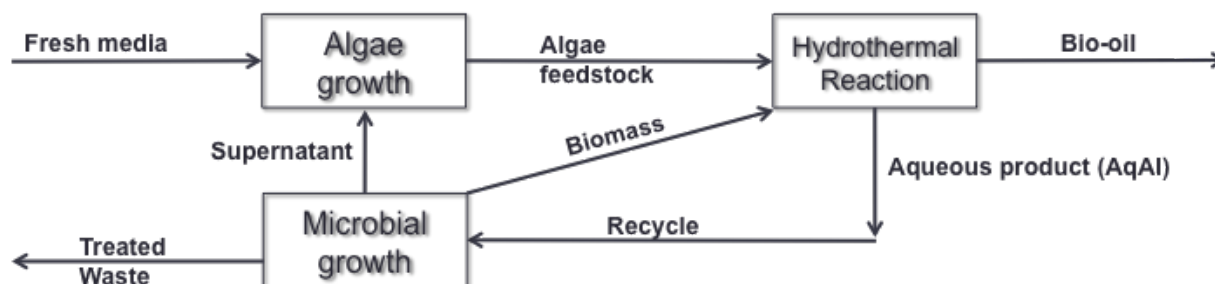 Fresh media
Algae
growth
Algae
feedstock
Hydrothermal
Reaction
Bio-oil
Supernatant
Biomass
Aqueous product (AqAl)
Microbial
growth
Recycle
Treated
Waste